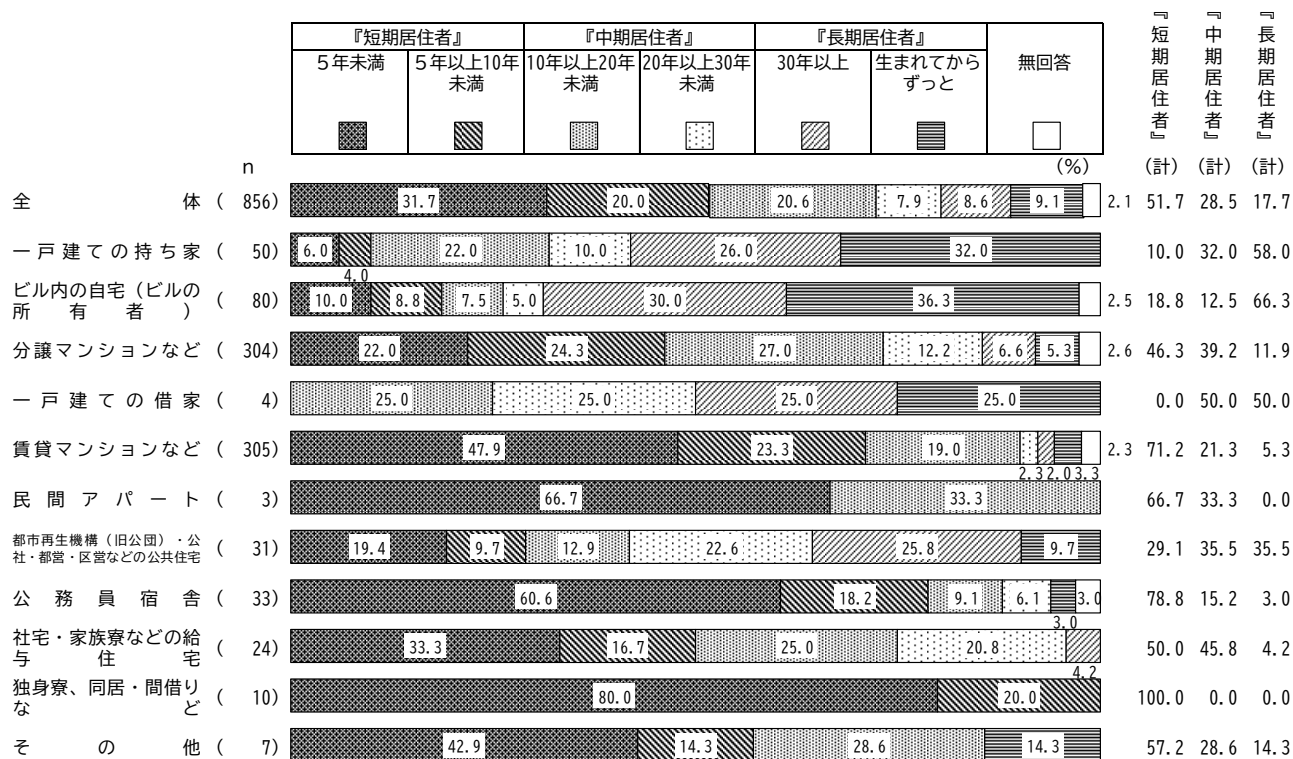 『短期居住者』 『中期居住者』 『長期居住者』 無回答 『短期居住者』 『中期居住者』 『長期居住者』
5年未満 5年以上10年未満 10年以上20年未満 20年以上30年未満 30年以上 生まれてからずっと
n (%) (計) (計) (計)
全体 ( 856) 31.7 20.0 20.6 7.9 8.6 9.1 2.1 51.7 28.5 17.7
一戸建ての持ち家 ( 50) 6.0 4.0 22.0 10.0 26.0 32.0 10.0 32.0 58.0
ビル内の自宅(ビルの
所有者) ( 80) 10.0 8.8 7.5 5.0 30.0 36.3 2.5 18.8 12.5 66.3
分譲マンションなど ( 304) 22.0 24.3 27.0 12.2 6.6 5.3 2.6 46.3 39.2 11.9
一戸建ての借家 ( 4) 25.0 25.0 25.0 25.0 0.0 50.0 50.0
賃貸マンションなど ( 305) 47.9 23.3 19.0 2.3 2.0 3.3 2.3 71.2 21.3 5.3
民間アパート ( 3) 66.7 33.3 66.7 33.3 0.0
都市再生機構(旧公団)・公
社・都営・区営などの公共住宅 ( 31) 19.4 9.7 12.9 22.6 25.8 9.7 29.1 35.5 35.5
公務員宿舎 ( 33) 60.6 18.2 9.1 6.1 3.0 3.0 78.8 15.2 3.0
社宅・家族寮などの給
与住宅 ( 24) 33.3 16.7 25.0 20.8 4.2 50.0 45.8 4.2
独身寮、同居・間借り
など ( 10) 80.0 20.0 100.0 0.0 0.0
その他 ( 7) 42.9 14.3 28.6 14.3 57.2 28.6 14.3